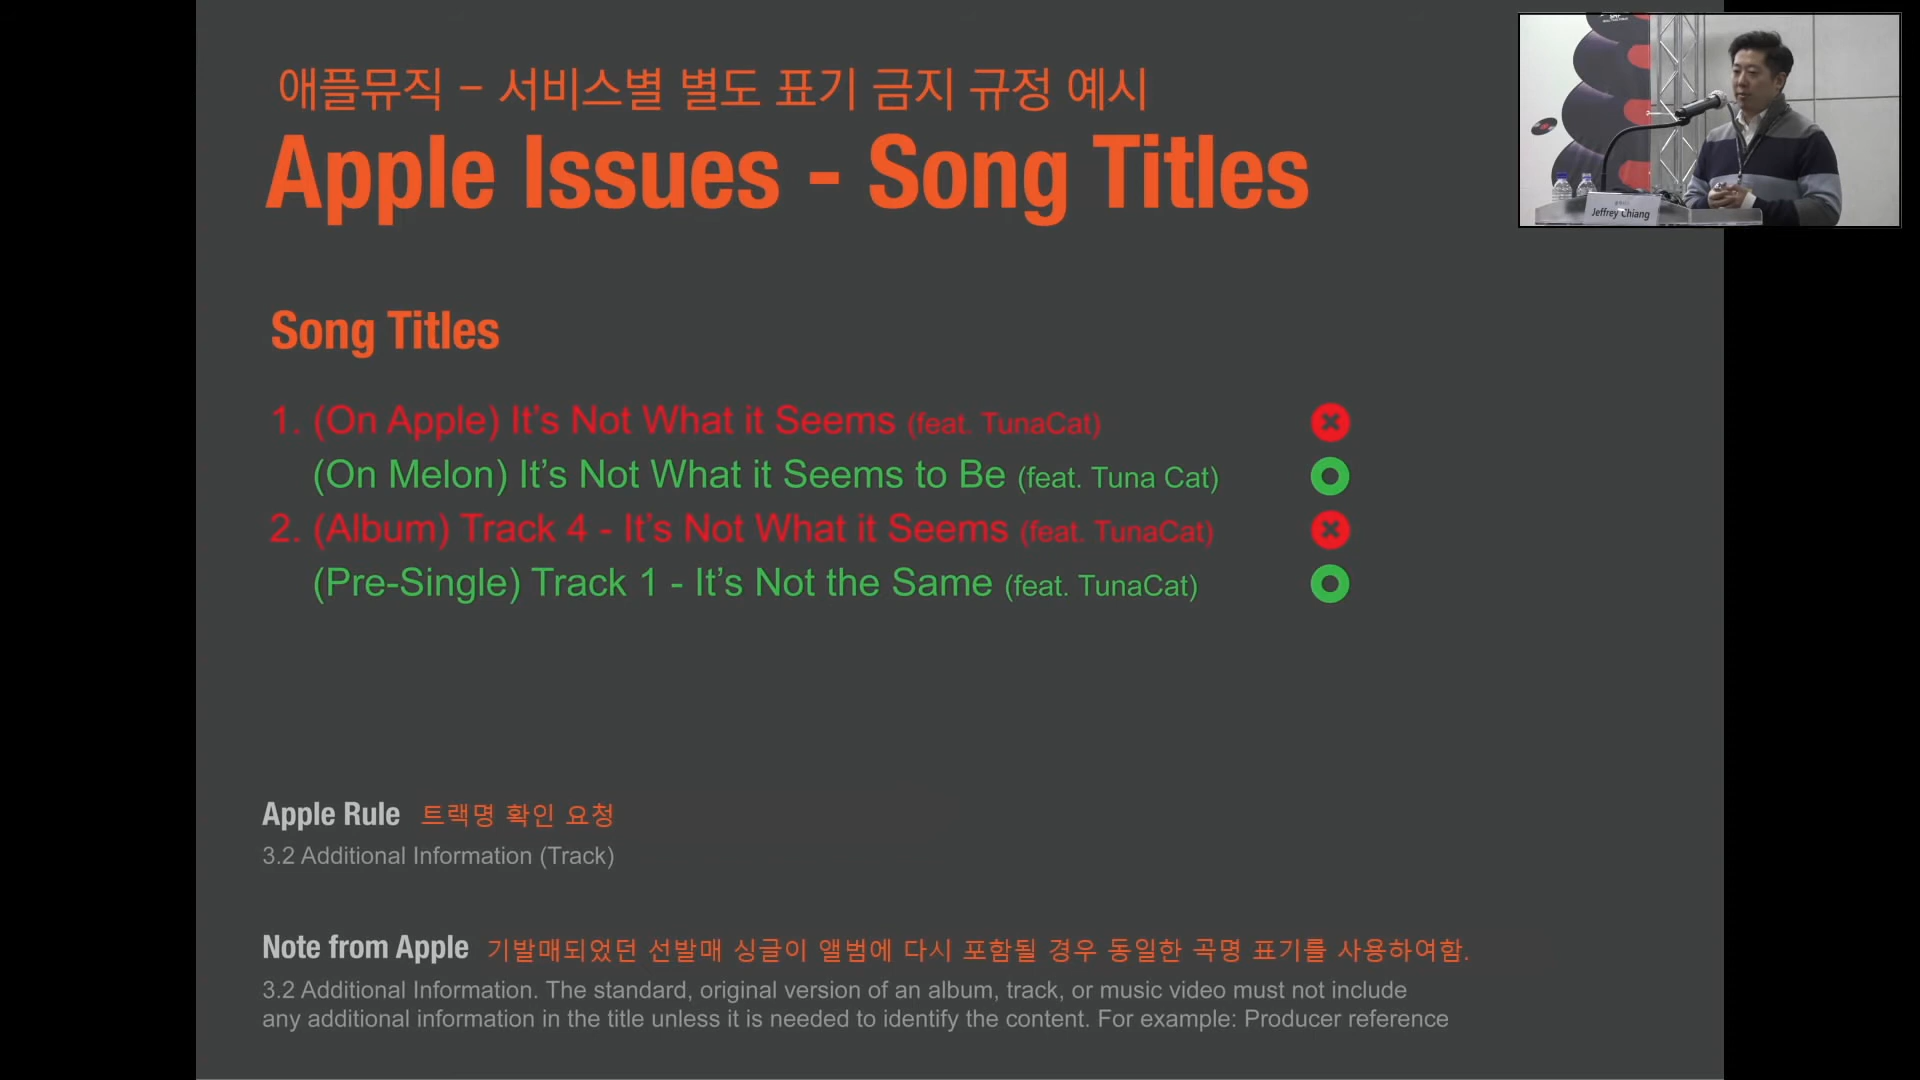 애플뮤직 – 서비스별 별도 표기 금지 규정 예시
Apple Issues - Song Titles
Jeffrey Chiang
Song Titles
1. (On Apple) It's Not What it Seems (feat. TunaCat)
(On Melon) It's Not What it Seems to Be (feat. Tuna Cat)
2. (Album) Track 4 - It's Not What it Seems (feat. TunaCat)
(Pre-Single) Track 1 - It's Not the Same (feat. TunaCat)
Apple Rule 트랙명 확인 요청
3.2 Additional Information (Track)
Note from Apple 기발매되었던 선발매 싱글이 앨범에 다시 포함될 경우 동일한 곡명 표기를 사용하여함.
3.2 Additional Information. The standard, original version of an album, track, or music video must not include
any additional information in the title unless it is needed to identify the content. For example: Producer reference